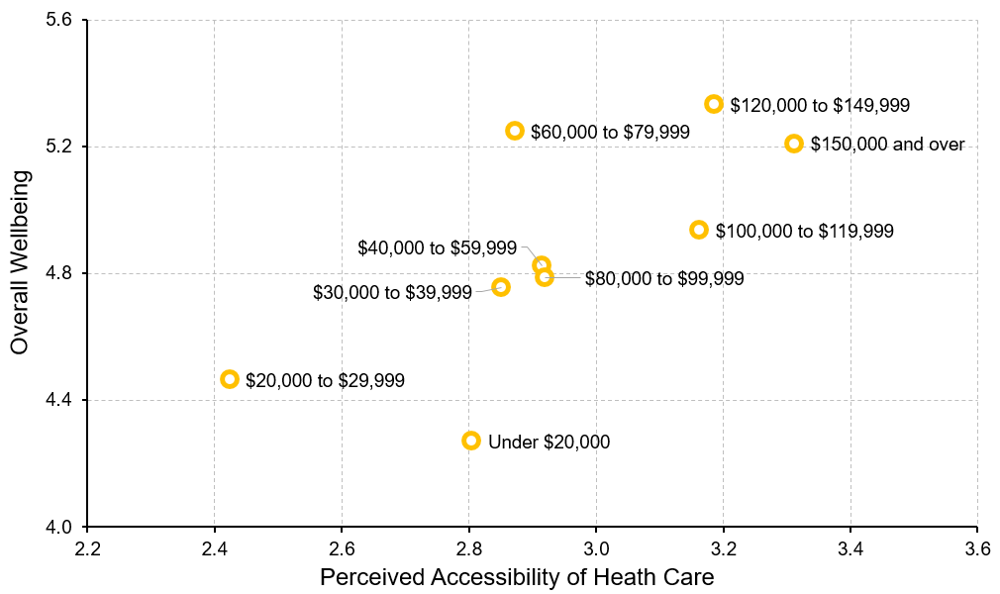 5.6
$120,000 to $149,999
$60,000 to $79,999
5.2
$150,000 and over
$100,000 to $119,999
$40,000 to $59,999
4.8
$80,000 to $99,999
$30,000 to $39,999
Overall Wellbeing
$20,000 to $29,999
4.4
Under $20,000
4.0
2.2 2.4 2.6 2.8 3.0 3.2 3.4 3.6
Perceived Accessibility of Heath Care